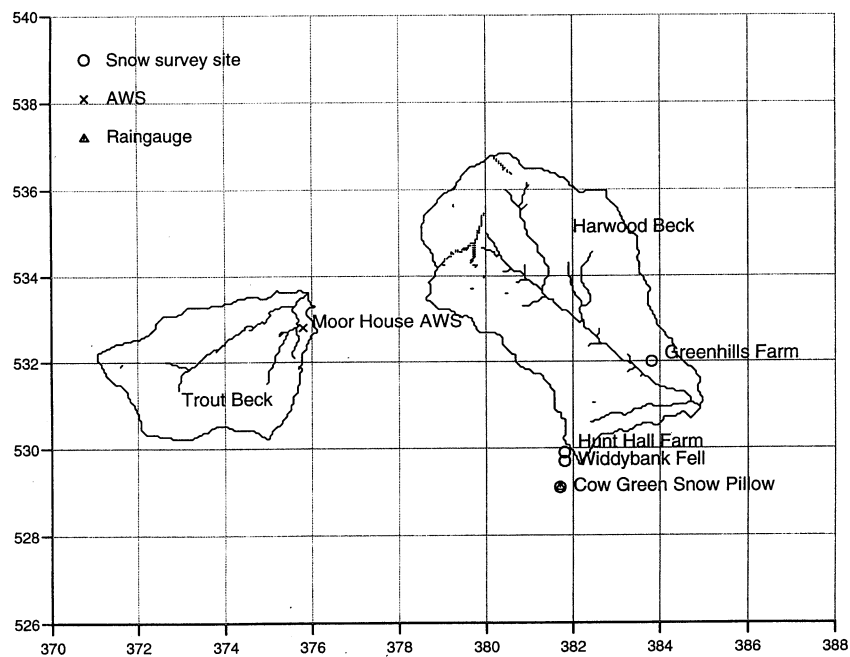 540
Snow survey site
538
AWS
Raingauge
536
Harwood Beck
534
Moor House AWS
532
Greenhills Farm
Trout Beck
530
Hunt Hall Farm
Widdybank Fell
Cow Green Snow Pillow
528
526
370 372 374 376 378 380 382 384 386 388